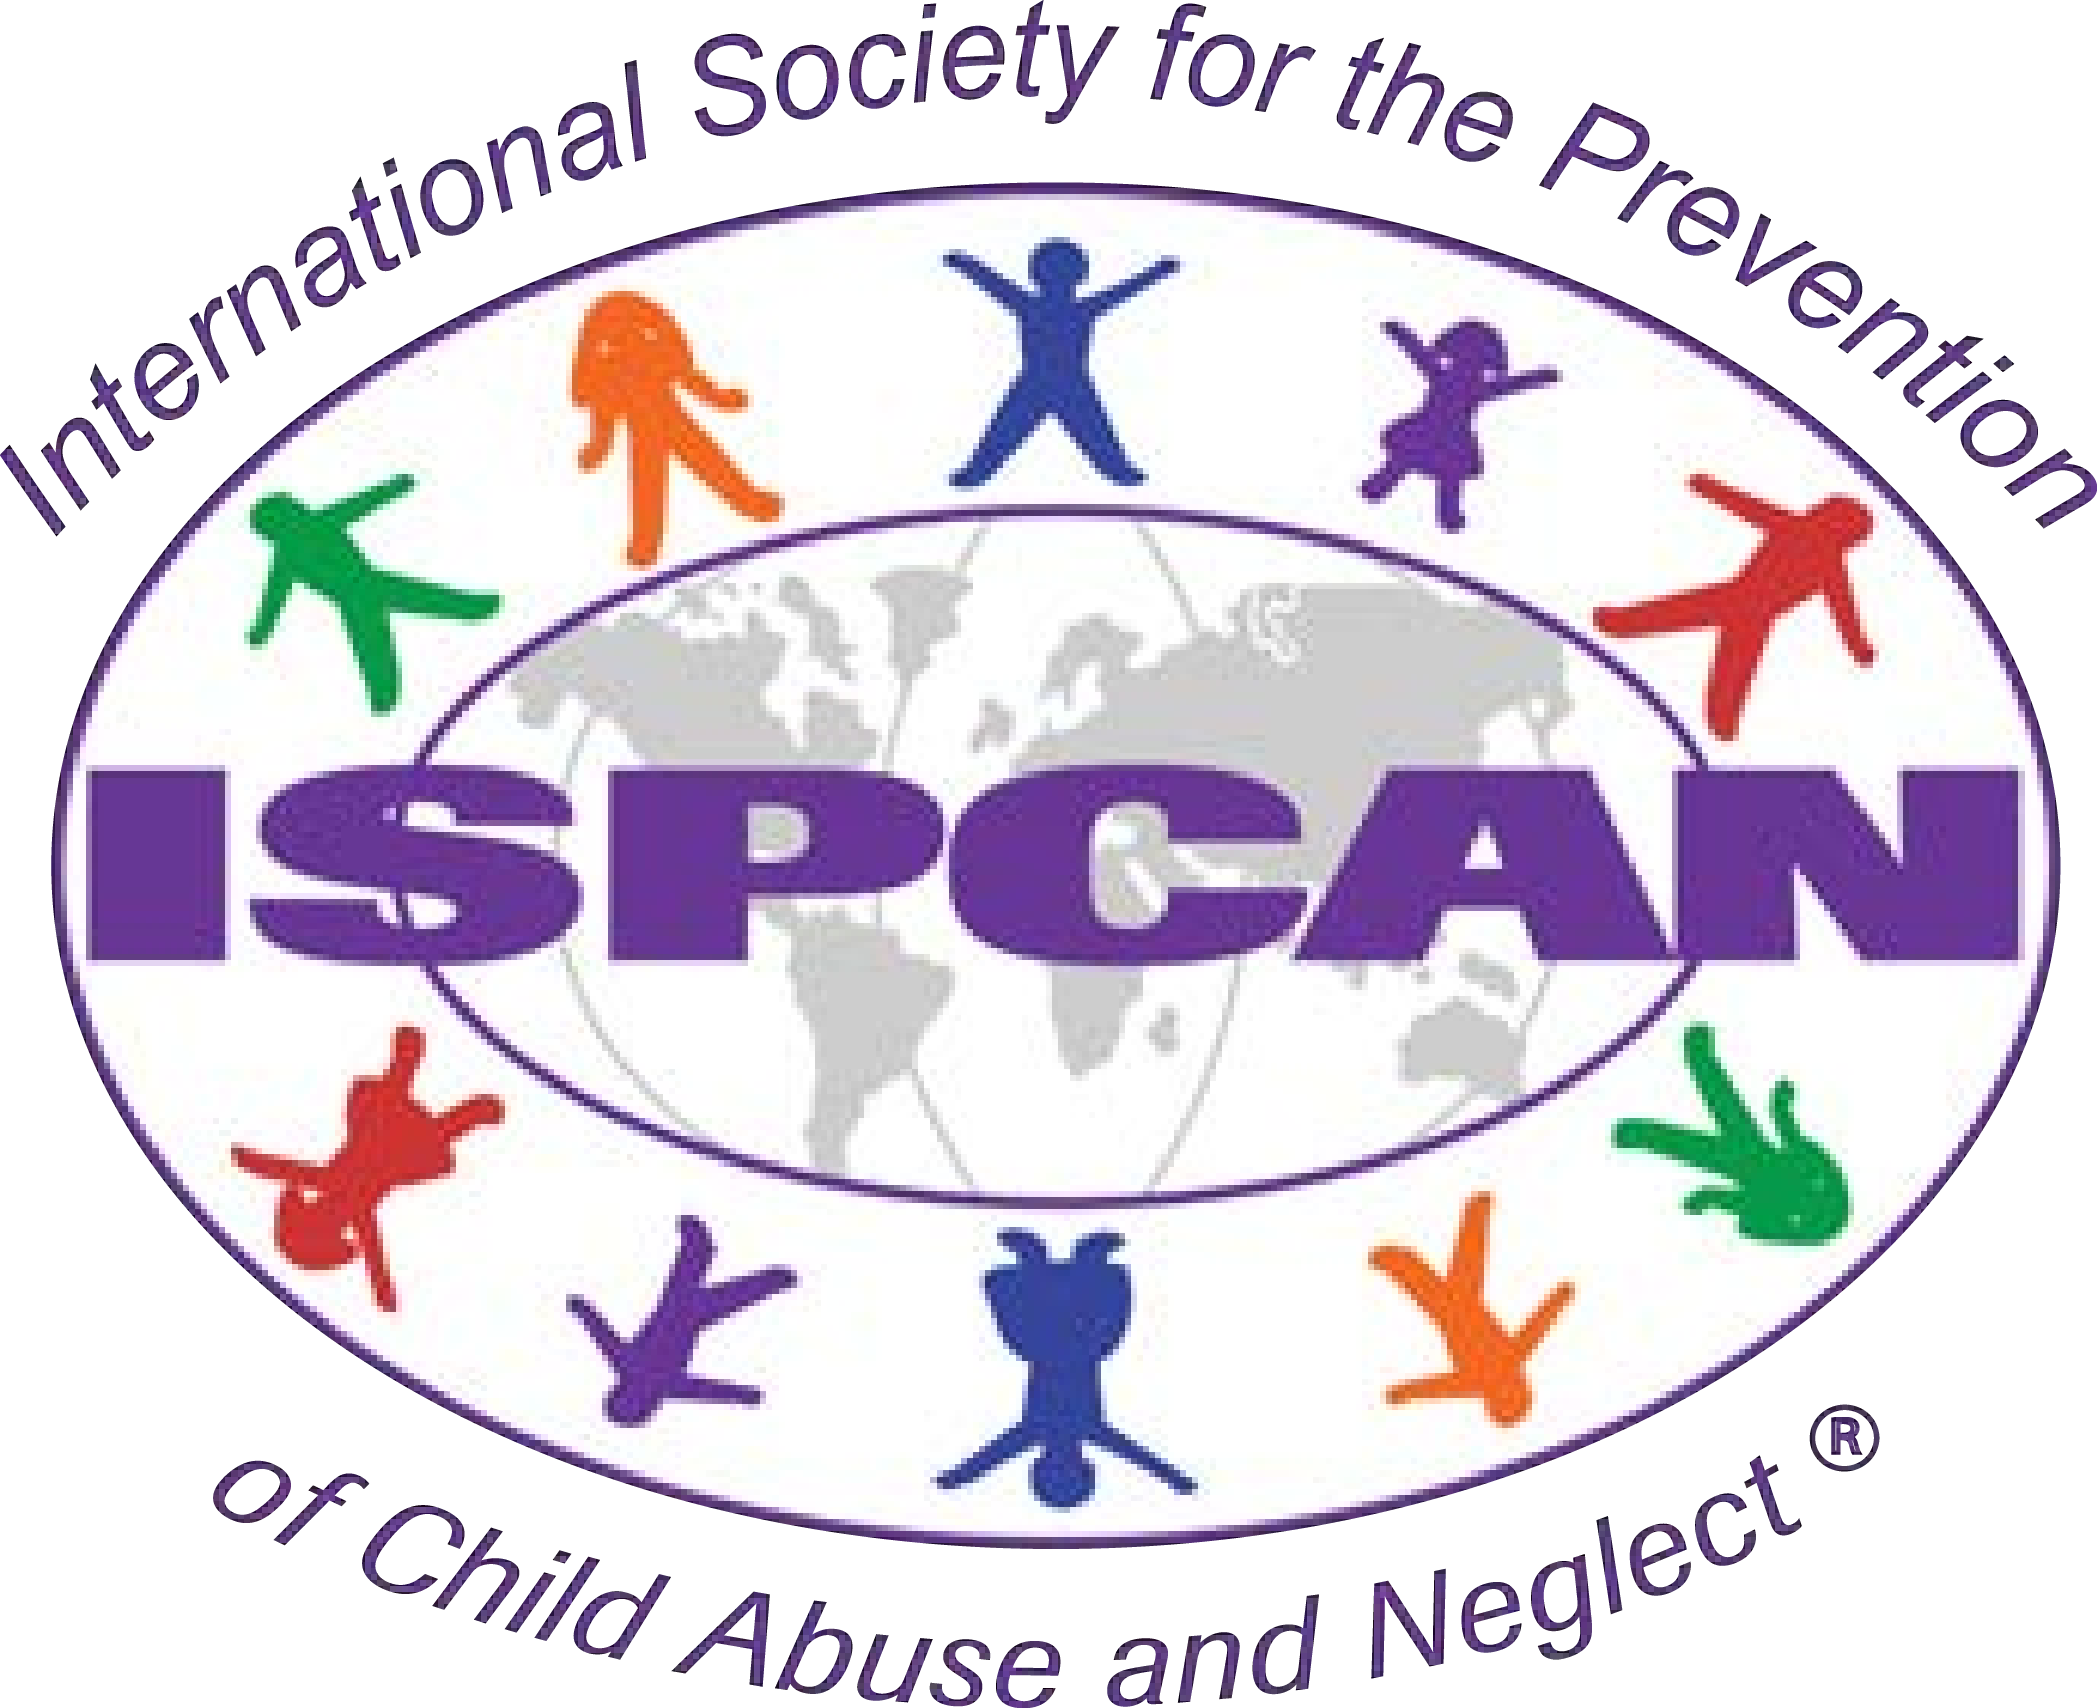 International Society for the Prevention
ISPCAN
of Child Abuse and Neglect ®